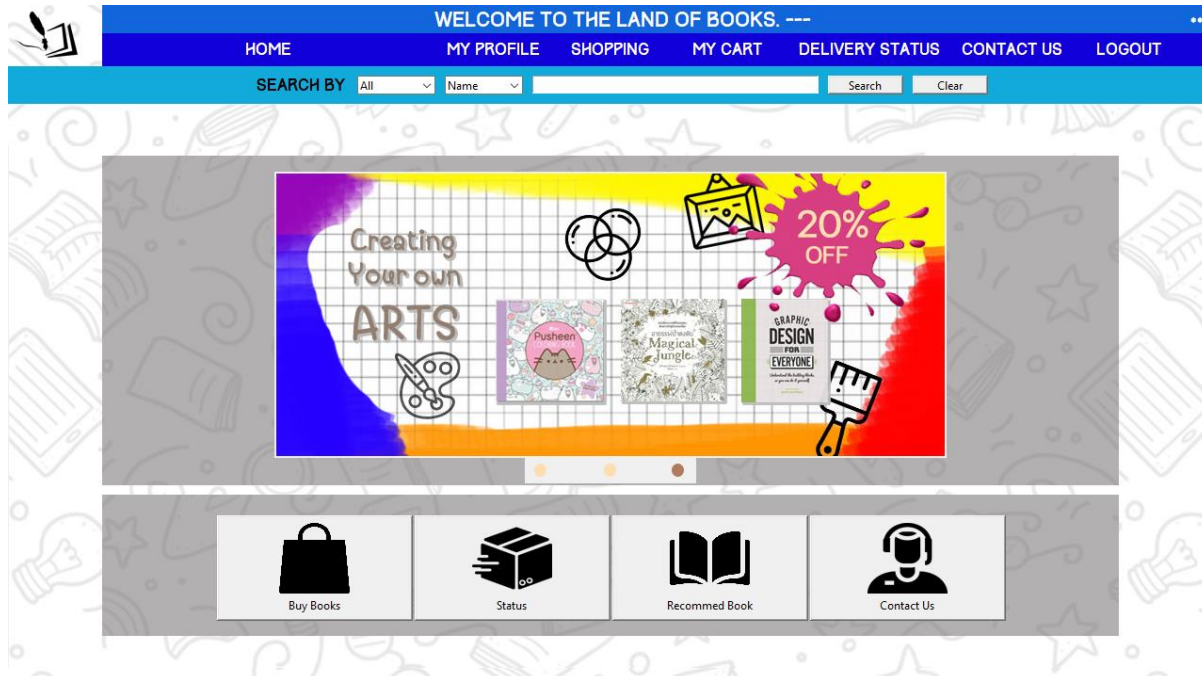 WELCOME TO THE LAND OF BOOKS. ---
HOME MY PROFILE SHOPPING MY CART DELIVERY STATUS CONTACT US LOGOUT
SEARCH BY All Name Search Clear
20%
OFF
Creating
Your own
ARTS
Pusheen
COLOURING BOOK
Magical
Jungle
GRAPHIC
DESIGN
FOR
EVERYONE
Buy Books Status Recommed Book Contact Us